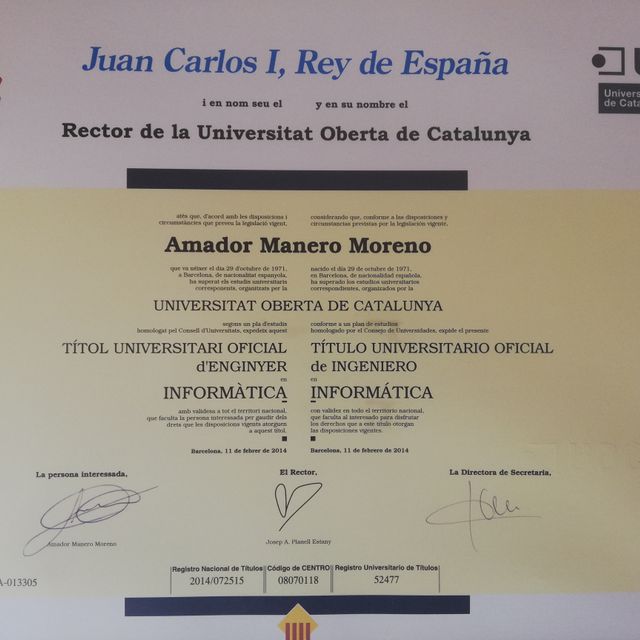 Juan Carlos I, Rey de España
i en nom seu el y en su nombre el
Rector de la Universitat Oberta de Catalunya
Univers
de Cata
atès que, d'acord amb les disposicions i
circumstàncies que preveu la legislació vigent,
considerando que, conforme a las disposiciones y
circunstancias previstas por la legislación vigente,
Amador Manero Moreno
que va néixer el dia 29 d'octubre de 1971,
a Barcelona, de nacionalitat espanyola,
ha superat els estudis universitaris
corresponents, organitzats per la
nacido el día 29 de octubre de 1971,
en Barcelona, de nacionalidad española,
ha superado los estudios universitarios
correspondientes, organizados por la
UNIVERSITAT OBERTA DE CATALUNYA
segons un pla d'estudis
homologat pel Consell d'Universitats, expedeix aquest
conforme a un plan de estudios
homologado por el Consejo de Universidades, expide el presente
TÍTOL UNIVERSITARI OFICIAL
d'ENGINYER
en
INFORMÀTICA
TÍTULO UNIVERSITARIO OFICIAL
de INGENIERO
en
INFORMÁTICA
amb validesa a tot el territori nacional,
que faculta la persona interessada per gaudir dels
drets que les disposicions vigents atorguen
a aquest títol.
con validez en todo el territorio nacional,
que faculta al interesado para disfrutar
los derechos que a este título otorgan
las disposiciones vigentes.
Barcelona, 11 de febrer de 2014
Barcelona, 11 de febrero de 2014
La persona interessada,
El Rector,
La Directora de Secretaria,
Amador Manero Moreno
Josep A. Planell Estany
A-013305
Registro Nacional de Títulos Código de CENTRO Registro Universitario de Títulos
2014/072515 08070118 52477